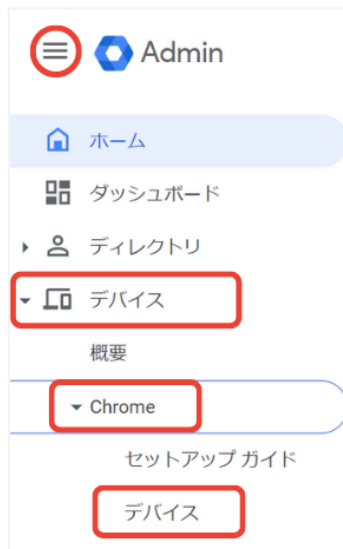 Admin
ホーム
ダッシュボード
ディレクトリ
デバイス
概要
Chrome
セットアップ ガイド
デバイス